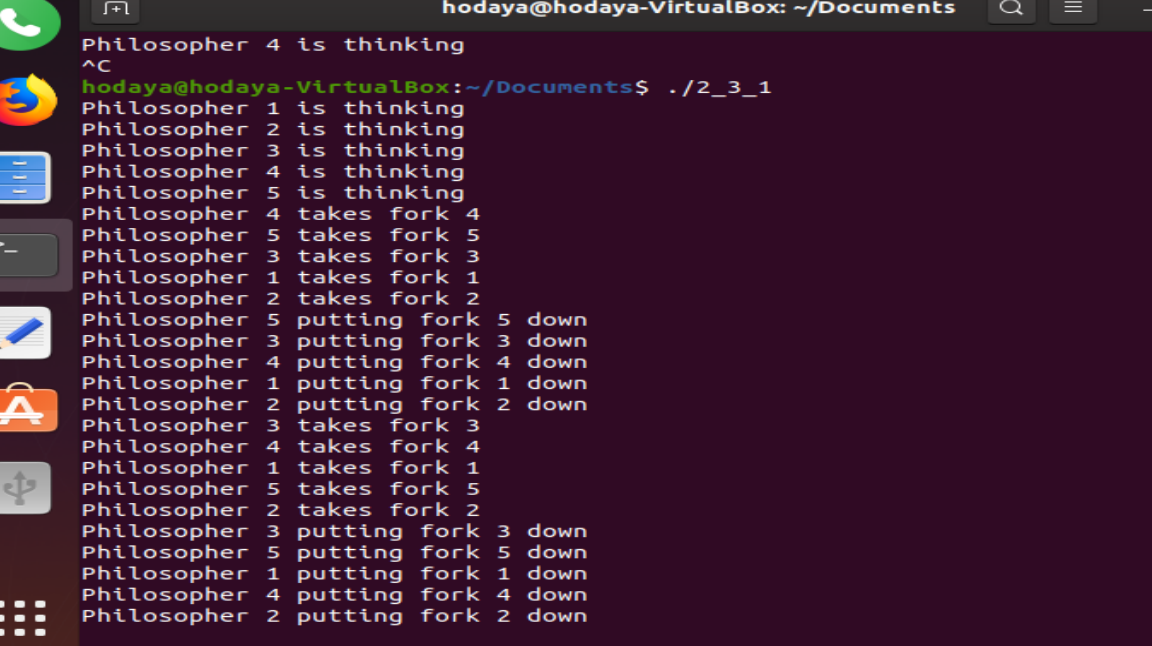 hodaya@hodaya-VirtualBox: ~/Documents
Philosopher 4 is thinking
^C
hodaya@hodaya-VirtualBox:~/Documents$ ./2_3_1
Philosopher 1 is thinking
Philosopher 2 is thinking
Philosopher 3 is thinking
Philosopher 4 is thinking
Philosopher 5 is thinking
Philosopher 4 takes fork 4
Philosopher 5 takes fork 5
Philosopher 3 takes fork 3
Philosopher 1 takes fork 1
Philosopher 2 takes fork 2
Philosopher 5 putting fork 5 down
Philosopher 3 putting fork 3 down
Philosopher 4 putting fork 4 down
Philosopher 1 putting fork 1 down
Philosopher 2 putting fork 2 down
Philosopher 3 takes fork 3
Philosopher 4 takes fork 4
Philosopher 1 takes fork 1
Philosopher 5 takes fork 5
Philosopher 2 takes fork 2
Philosopher 3 putting fork 3 down
Philosopher 5 putting fork 5 down
Philosopher 1 putting fork 1 down
Philosopher 4 putting fork 4 down
Philosopher 2 putting fork 2 down